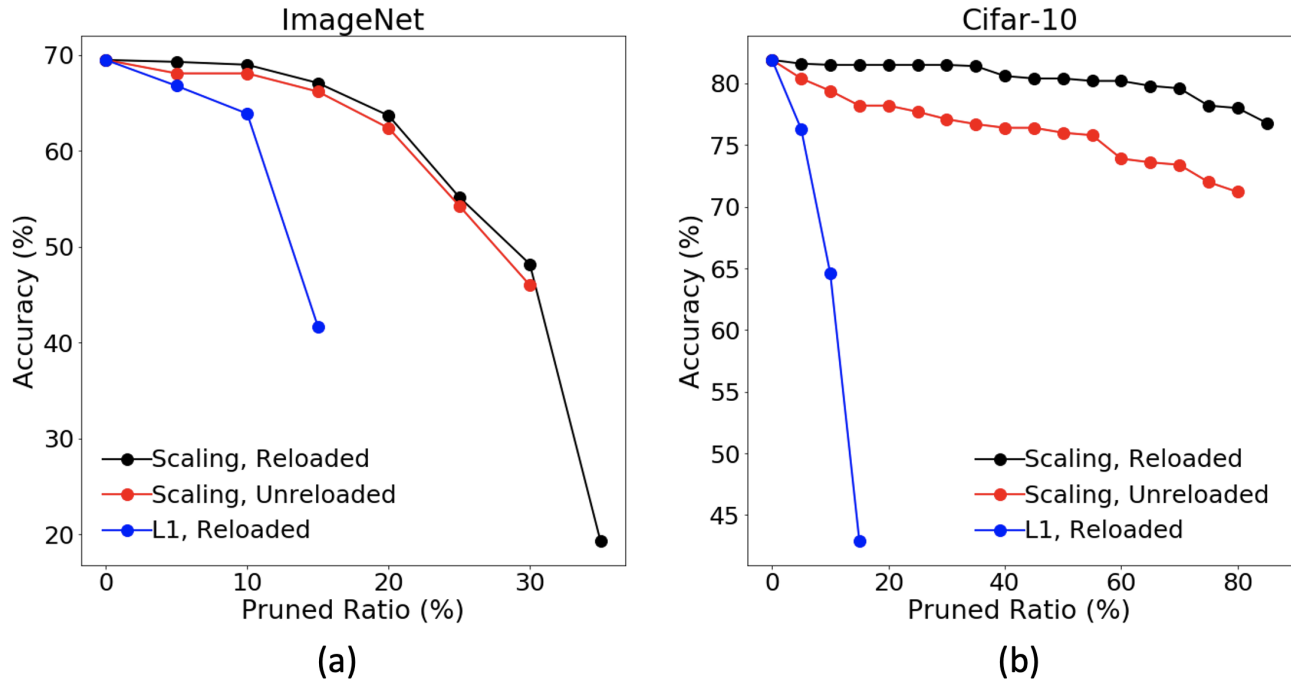 ImageNet
70
60
50
40
30
20
Accuracy (%)
Scaling, Reloaded
Scaling, Unreloaded
L1, Reloaded
0 10 20 30
Pruned Ratio (%)
(a)
Cifar-10
80
75
70
65
60
55
50
45
Accuracy (%)
Scaling, Reloaded
Scaling, Unreloaded
L1, Reloaded
0 20 40 60 80
Pruned Ratio (%)
(b)